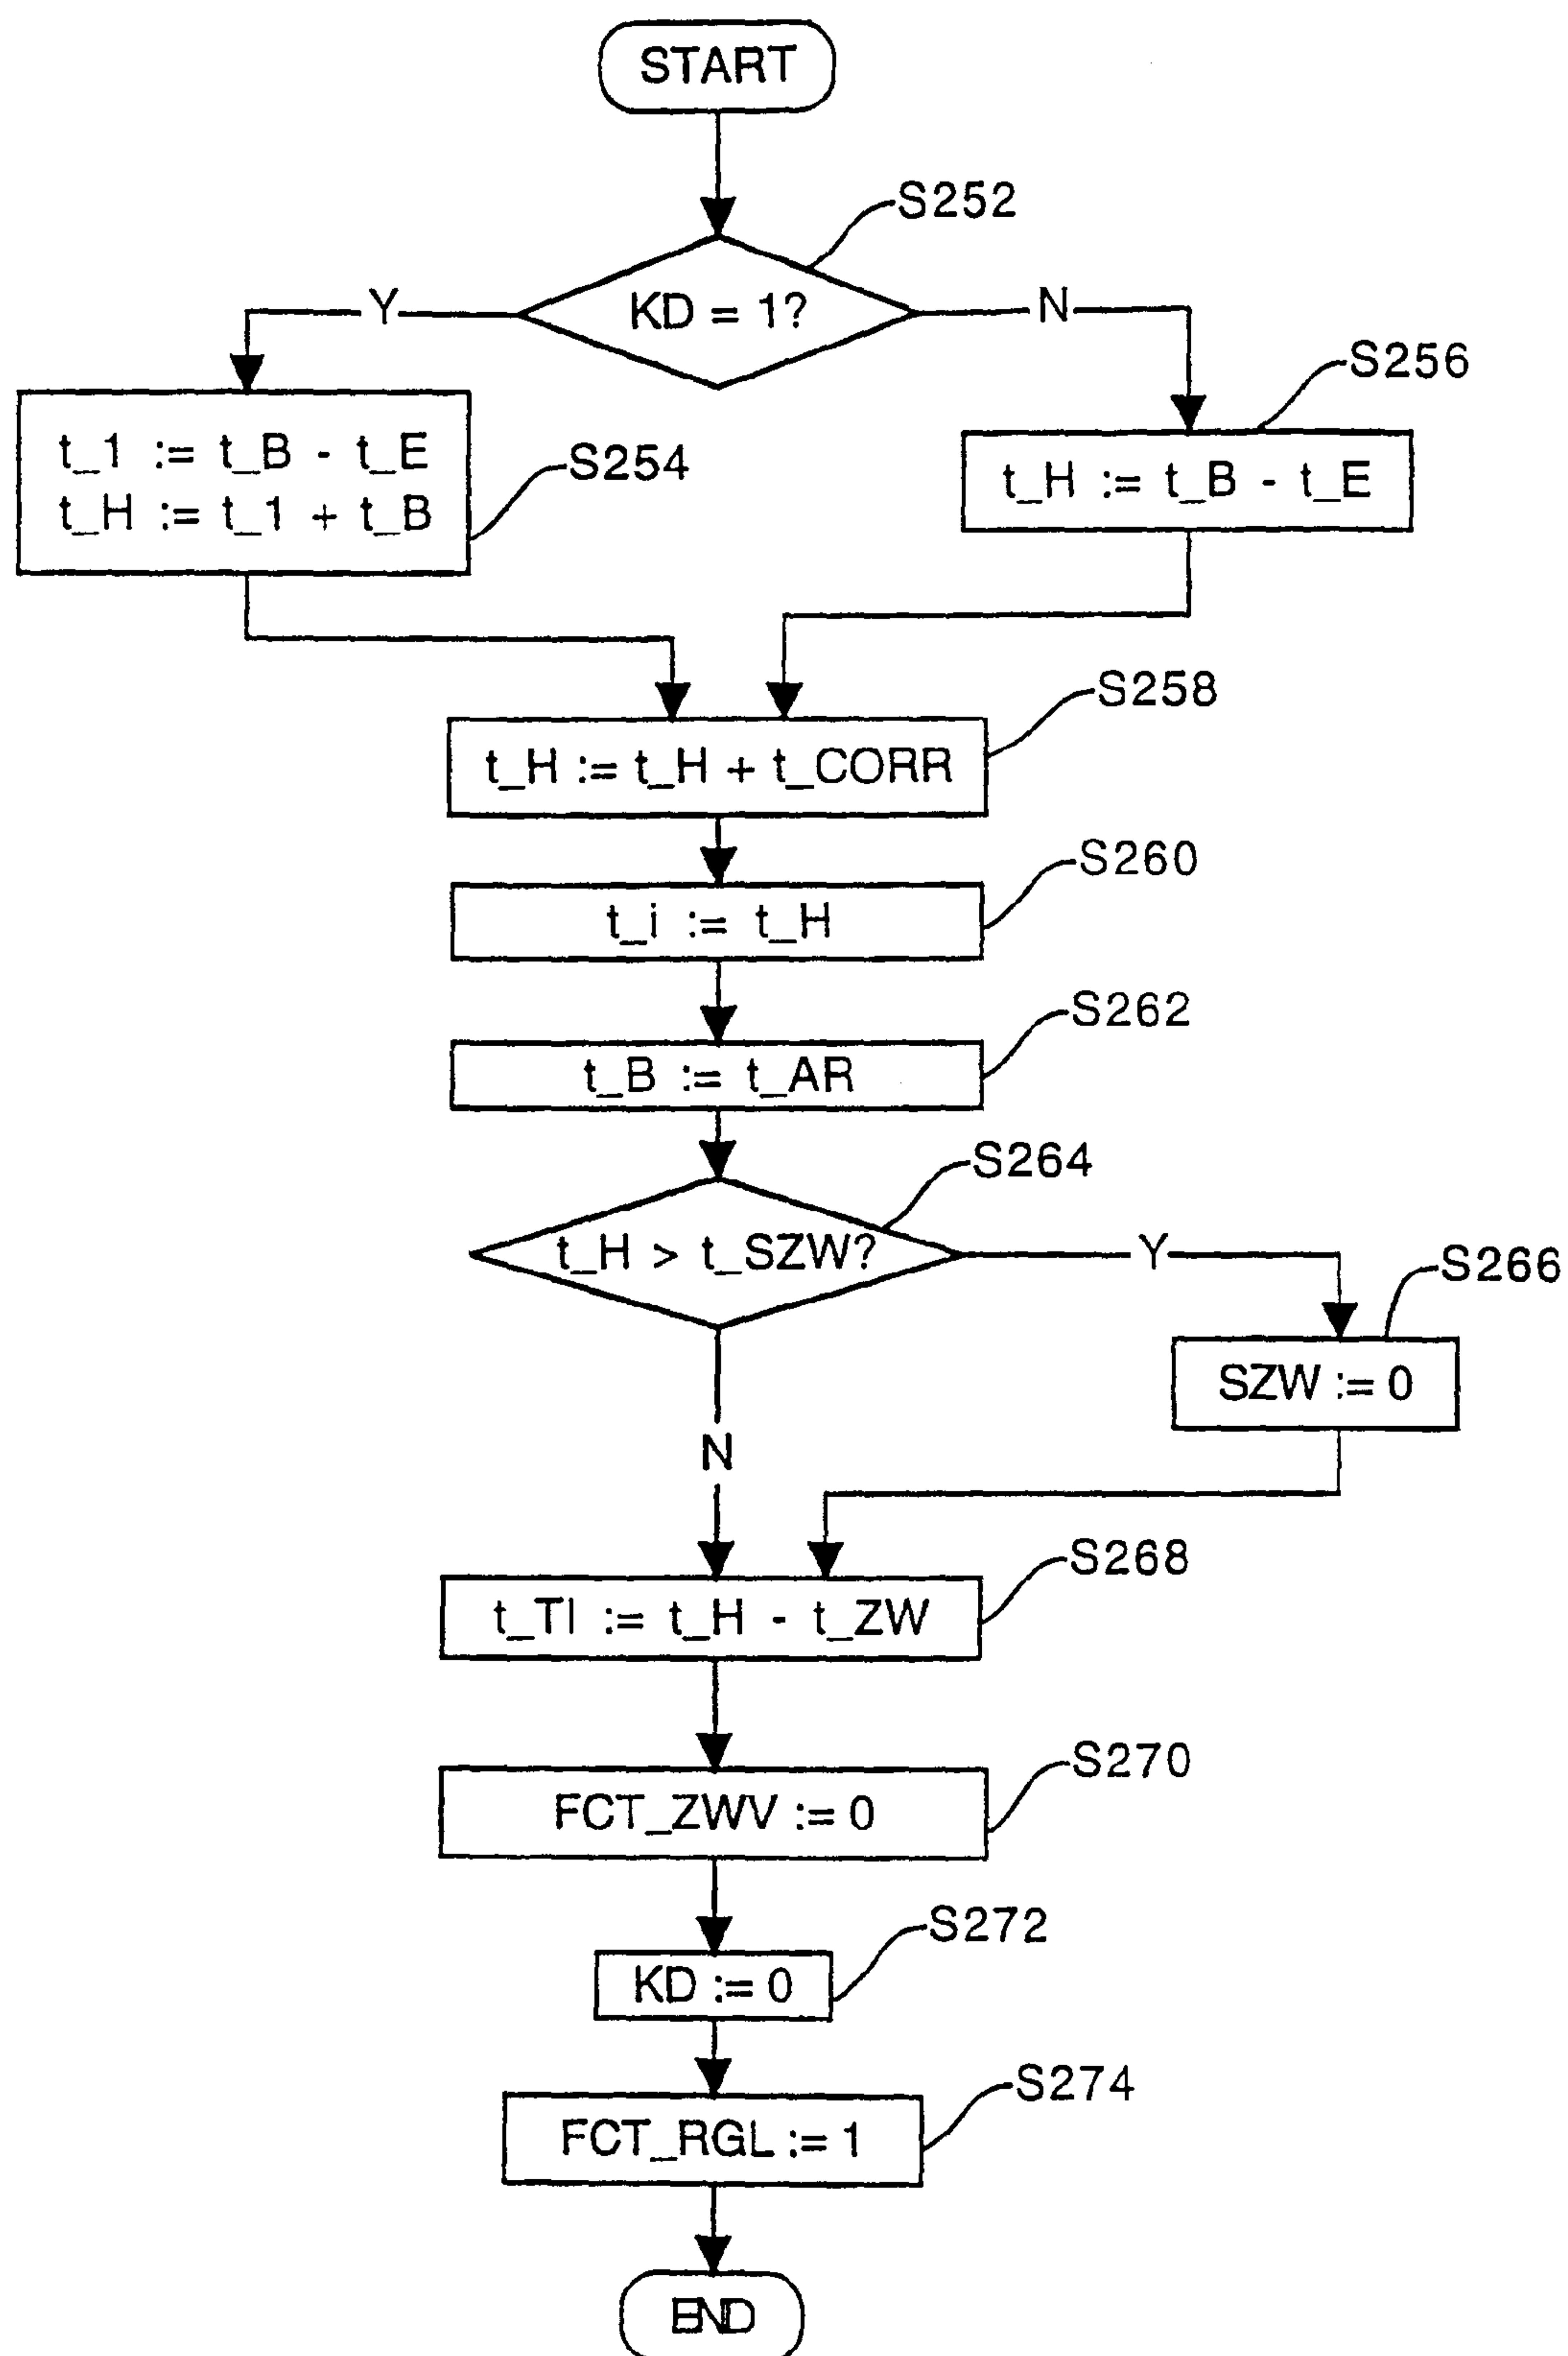 START
S252
KD = 1?
Y
N
S256
t_1 := t_B - t_E
t_H := t_1 + t_B
S254
t_H := t_B - t_E
S258
t_H := t_H + t_CORR
S260
t_i := t_H
S262
t_B := t_AR
S264
t_H > t_SZW?
Y
S266
SZW := 0
N
S268
t_TI := t_H - t_ZW
S270
FCT_ZWV := 0
S272
KD := 0
S274
FCT_RGL := 1
END